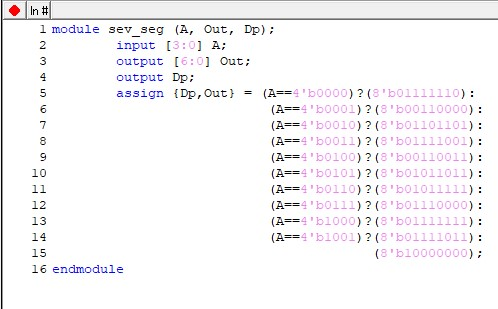 ln #
1 module sev_seg (A, Out, Dp);
2 input [3:0] A;
3 output [6:0] Out;
4 output Dp;
5 assign {Dp,Out} = (A==4'b0000)?(8'b01111110):
6 (A==4'b0001)?(8'b00110000):
7 (A==4'b0010)?(8'b01101101):
8 (A==4'b0011)?(8'b01111001):
9 (A==4'b0100)?(8'b00110011):
10 (A==4'b0101)?(8'b01011011):
11 (A==4'b0110)?(8'b01011111):
12 (A==4'b0111)?(8'b01110000):
13 (A==4'b1000)?(8'b01111111):
14 (A==4'b1001)?(8'b01111011):
15 (8'b10000000);
16 endmodule